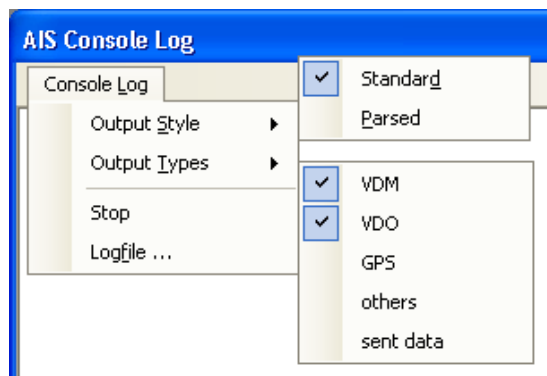 AIS Console Log
Console Log
Output Style
Output Types
Stop
Logfile ...
Standard
Parsed
VDM
VDO
GPS
others
sent data